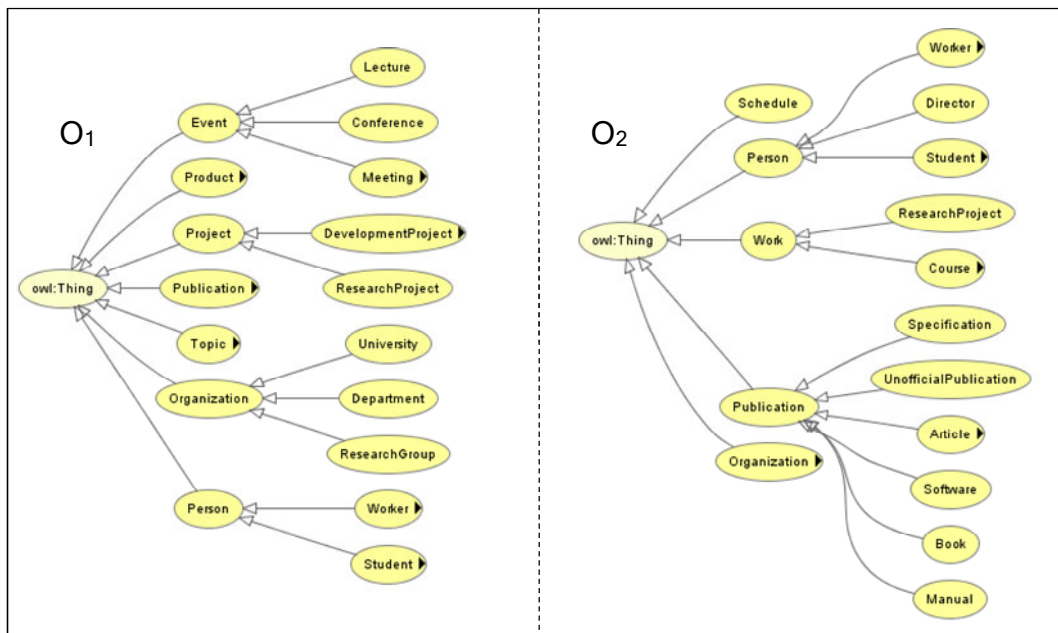 O1
owl:Thing
Event
Lecture
Conference
Meeting
Product
Project
DevelopmentProject
ResearchProject
Publication
Topic
Organization
University
Department
ResearchGroup
Person
Worker
Student
O2
owl:Thing
Schedule
Person
Worker
Director
Student
Work
ResearchProject
Course
Publication
Specification
UnofficialPublication
Article
Software
Book
Manual
Organization